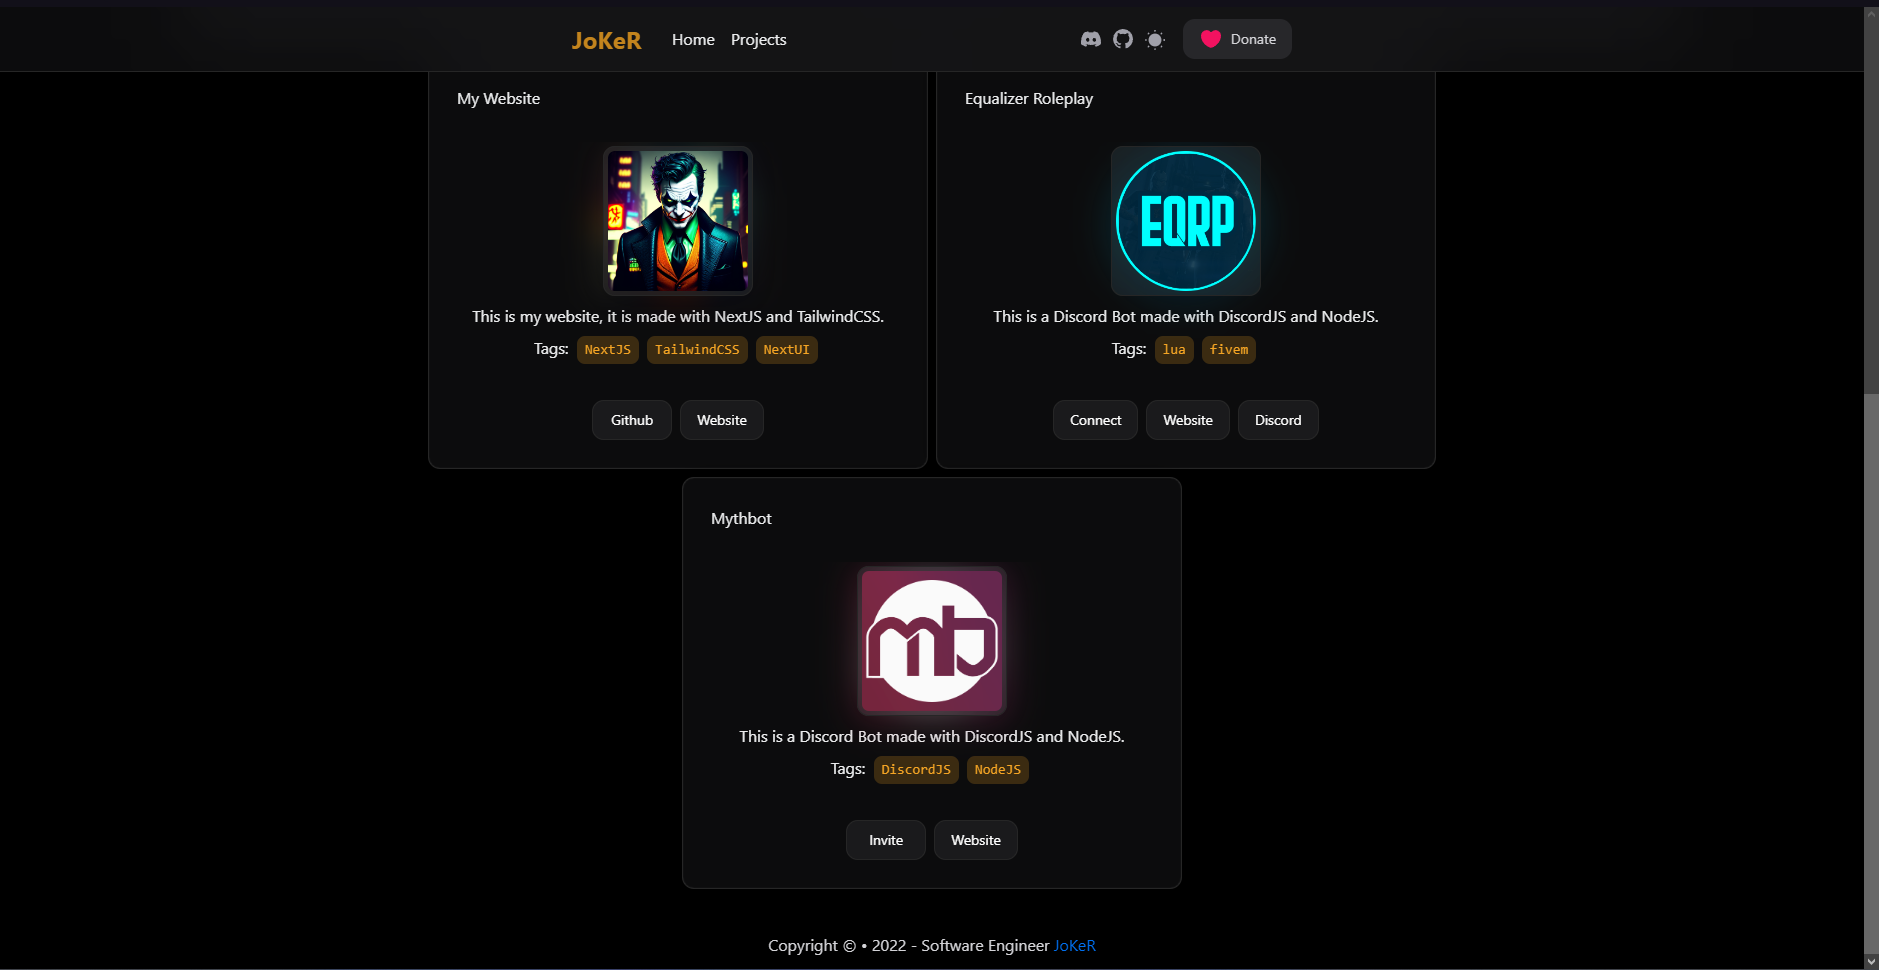 JoKeR Home Projects Donate
My Website
This is my website, it is made with NextJS and TailwindCSS.
Tags: NextJS TailwindCSS NextUI
Github Website
Equalizer Roleplay
EQRP
This is a Discord Bot made with DiscordJS and NodeJS.
Tags: lua fivem
Connect Website Discord
Mythbot
mb
This is a Discord Bot made with DiscordJS and NodeJS.
Tags: DiscordJS NodeJS
Invite Website
Copyright © • 2022 - Software Engineer JoKeR